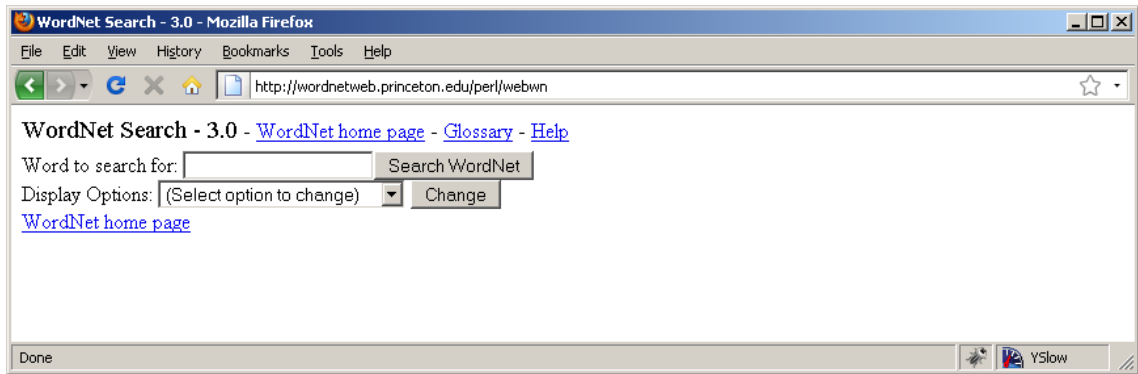 WordNet Search - 3.0 - Mozilla Firefox
File Edit View History Bookmarks Tools Help
http://wordnetweb.princeton.edu/perl/webwn
WordNet Search - 3.0 - WordNet home page - Glossary - Help
Word to search for: Search WordNet
Display Options: (Select option to change) Change
WordNet home page
Done YSlow